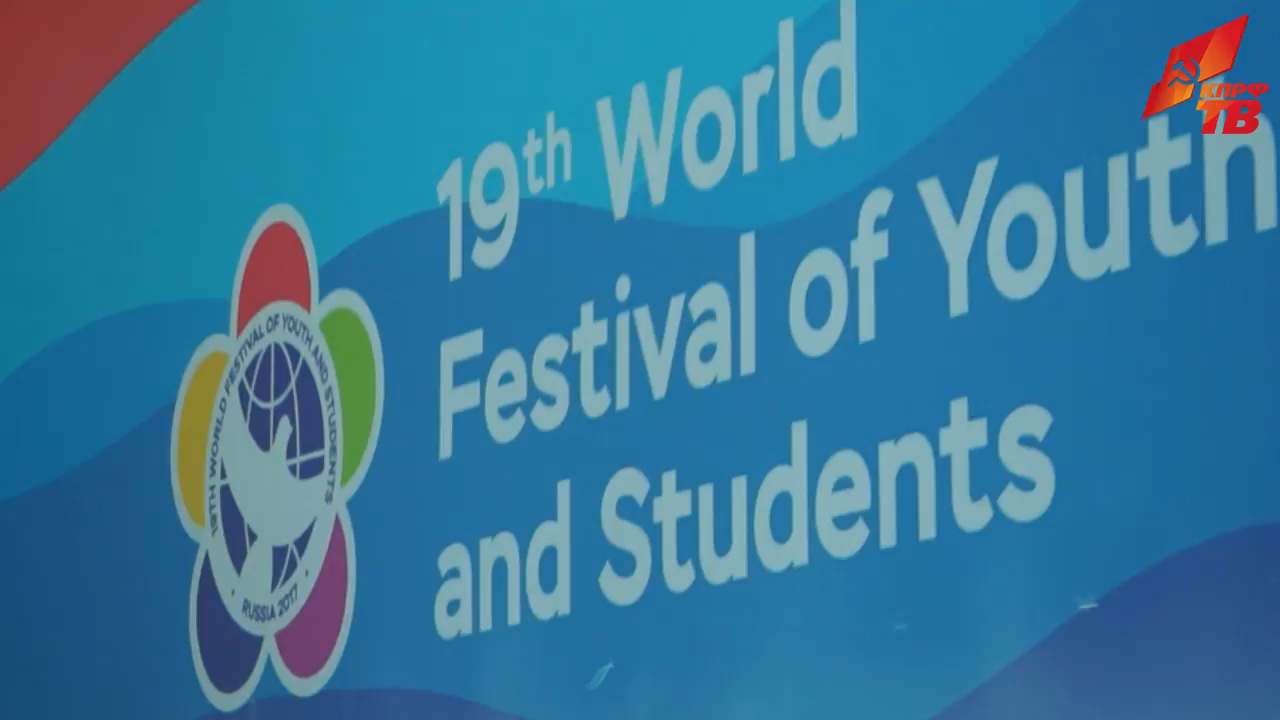 19th World
Festival of Youth
and Students
19TH WORLD FESTIVAL OF YOUTH AND STUDENTS
RUSSIA 2017
КПРФ
ТВ